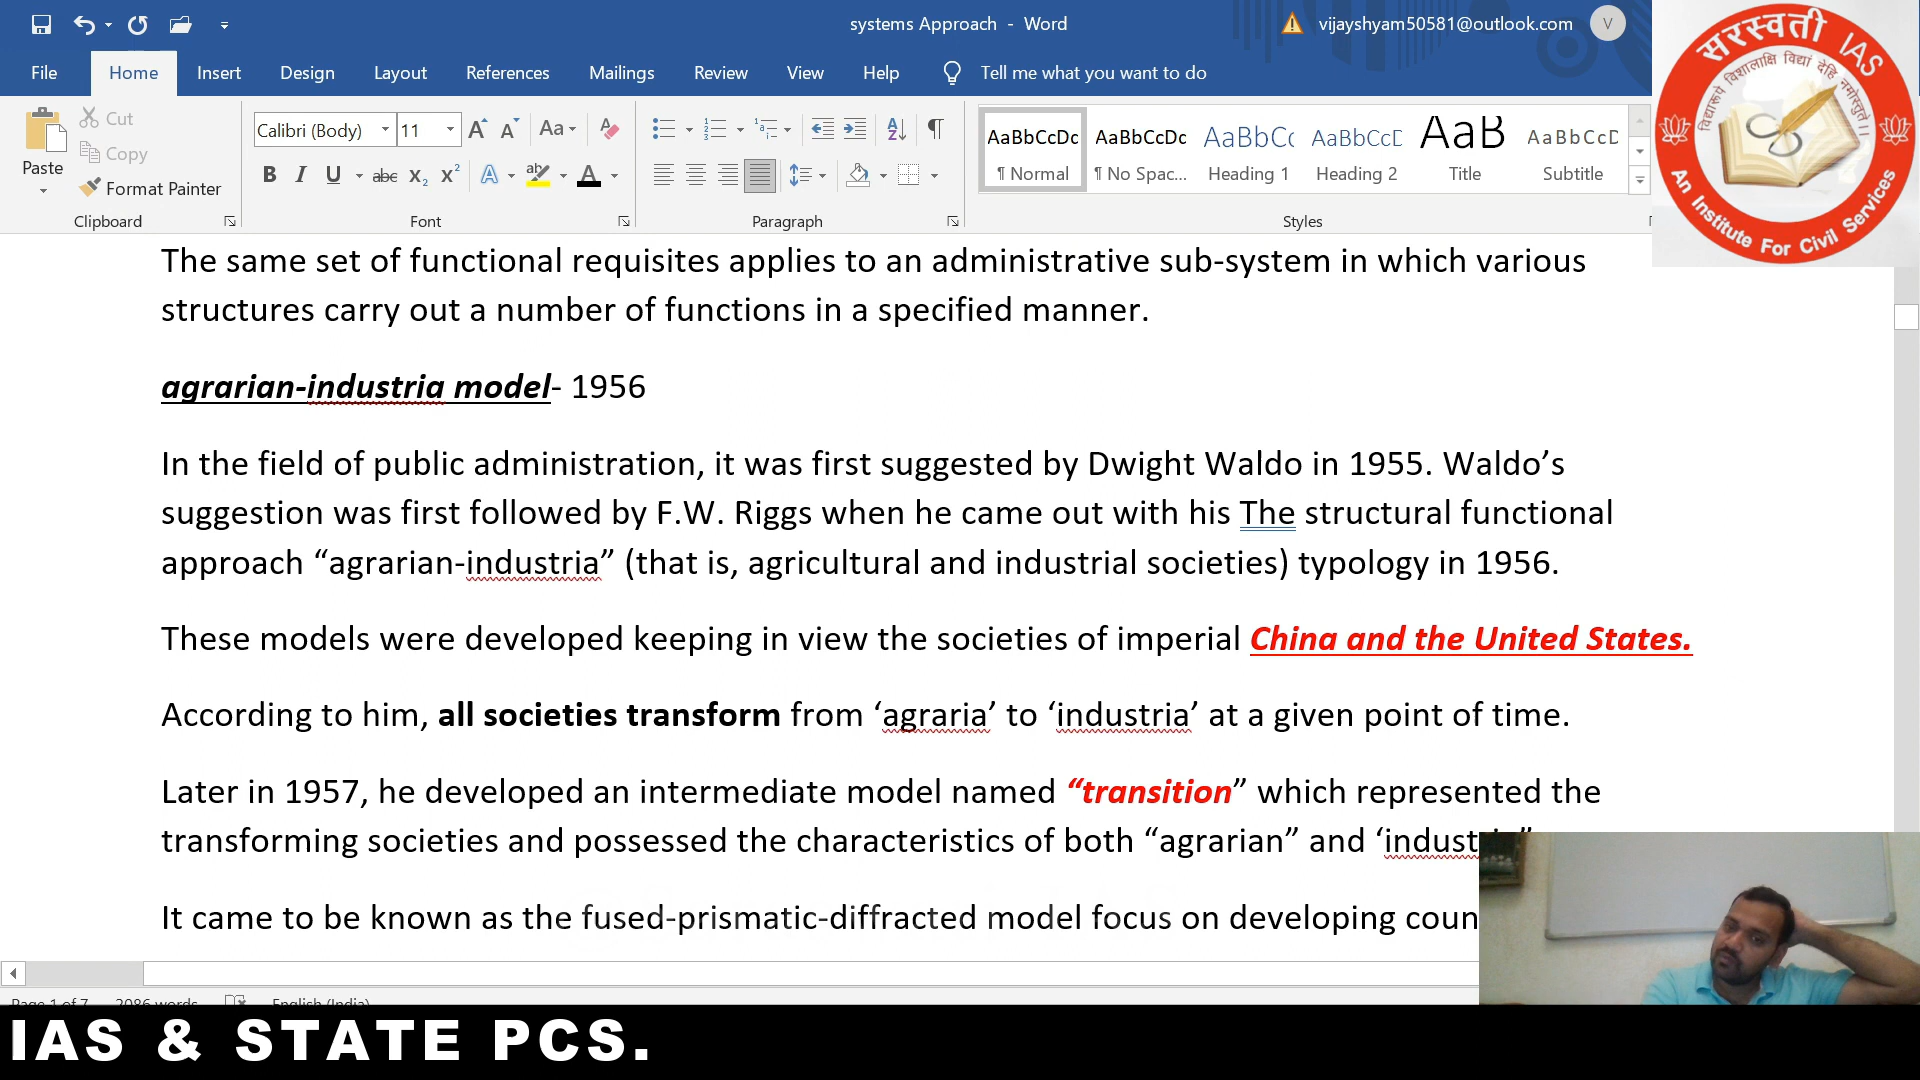 systems Approach - Word
vijayshyam50581@outlook.com V
File Home Insert Design Layout References Mailings Review View Help Tell me what you want to do
Paste
Cut
Copy
Format Painter
Clipboard
Calibri (Body) 11
Font
Paragraph
AaBbCcDc ¶ Normal
AaBbCcDc ¶ No Spac...
Heading 1
Heading 2
AaB Title
AaBbCcD Subtitle
Styles
सरस्वती IAS
विद्यारूपे विशालाक्षि विद्यां देहि नमोस्तुते।।
An Institute For Civil Services
The same set of functional requisites applies to an administrative sub-system in which various
structures carry out a number of functions in a specified manner.
agrarian-industria model- 1956
In the field of public administration, it was first suggested by Dwight Waldo in 1955. Waldo’s
suggestion was first followed by F.W. Riggs when he came out with his The structural functional
approach “agrarian-industria” (that is, agricultural and industrial societies) typology in 1956.
These models were developed keeping in view the societies of imperial China and the United States.
According to him, all societies transform from ‘agraria’ to ‘industria’ at a given point of time.
Later in 1957, he developed an intermediate model named “transition” which represented the
transforming societies and possessed the characteristics of both “agrarian” and
It came to be known as the fused-prismatic-diffracted model focus on developing
Page 1 of 7 2086 words English (India)
IAS & STATE PCS.